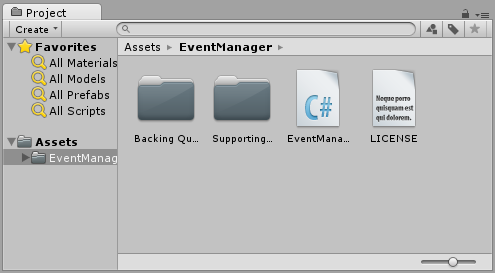 Project
Create
Favorites
All Materials
All Models
All Prefabs
All Scripts
Assets
EventManag
Assets EventManager
Backing Qu...
Supporting...
C#
EventMana...
Neque porro
quisquam est
qui dolorem.
LICENSE